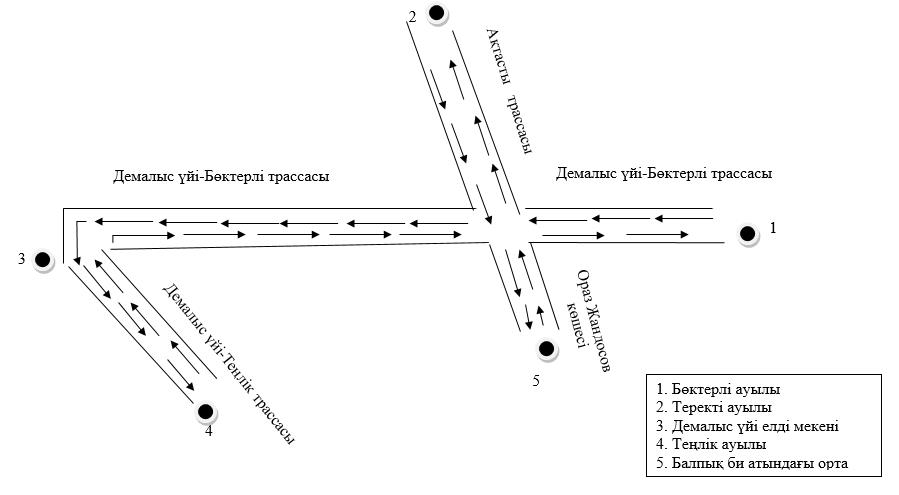 2
Актасты трассасы
Демалыс үйі-Бөктерлі трассасы
Демалыс үйі-Бөктерлі трассасы
1
3
Демалыс үйі-Теңлік трассасы
Ораз Жандосов
көшесі
4
5
1. Бөктерлі ауылы
2. Теректі ауылы
3. Демалыс үйі елді мекені
4. Теңлік ауылы
5. Балпық би атындағы орта